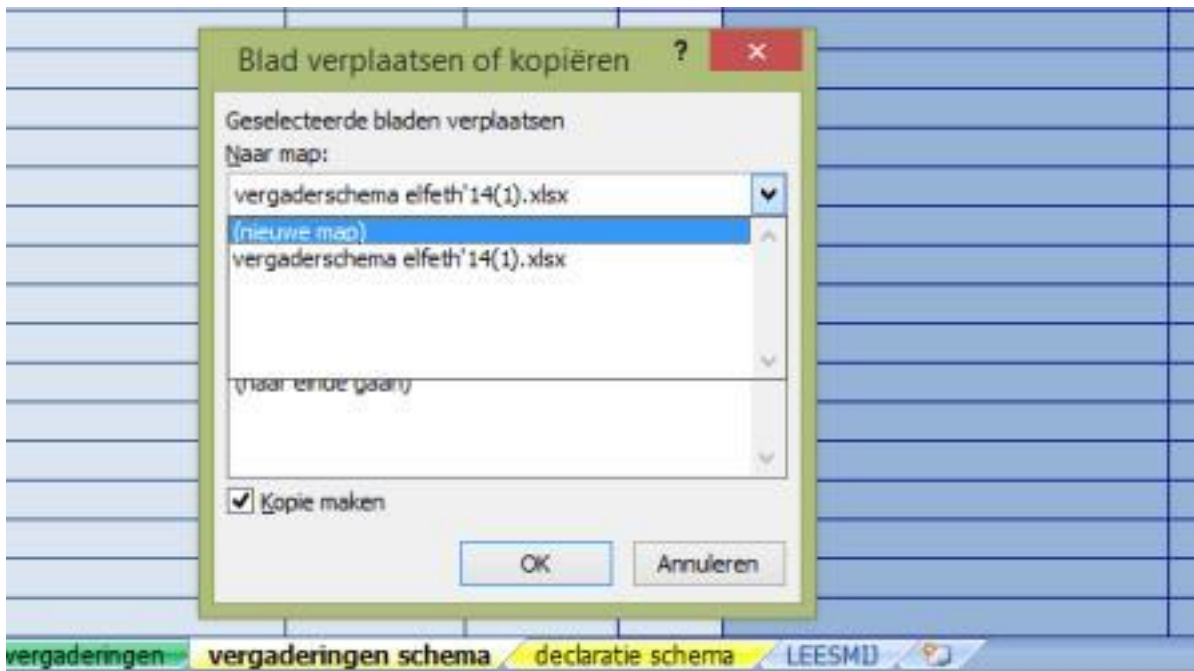 Blad verplaatsen of kopiëren ?
Geselecteerde bladen verplaatsen
Naar map:
vergaderschema elfeth'14(1).xlsx
(nieuwe map)
vergaderschema elfeth'14(1).xlsx
(naar einde gaan)
Kopie maken
OK Annuleren
vergaderingen vergaderingen schema declaratie schema LEESMIJ